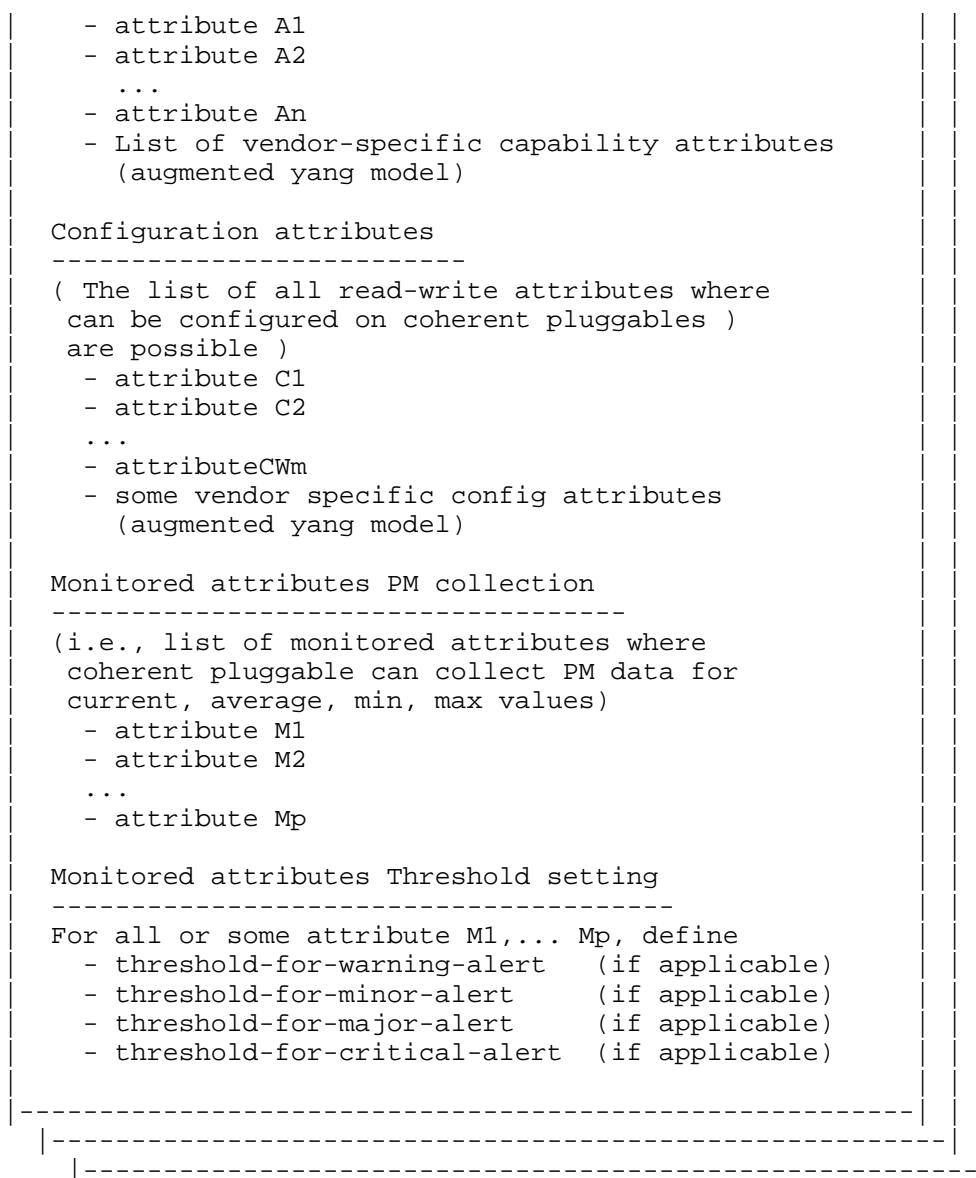 - attribute A1
- attribute A2
...
- attribute An
- List of vendor-specific capability attributes
(augmented yang model)
Configuration attributes
--------------------------
( The list of all read-write attributes where
can be configured on coherent pluggables )
are possible )
- attribute C1
- attribute C2
...
- attributeCWm
- some vendor specific config attributes
(augmented yang model)
Monitored attributes PM collection
------------------------------------
(i.e., list of monitored attributes where
coherent pluggable can collect PM data for
current, average, min, max values)
- attribute M1
- attribute M2
...
- attribute Mp
Monitored attributes Threshold setting
---------------------------------------
For all or some attribute M1,... Mp, define
- threshold-for-warning-alert (if applicable)
- threshold-for-minor-alert (if applicable)
- threshold-for-major-alert (if applicable)
- threshold-for-critical-alert (if applicable)